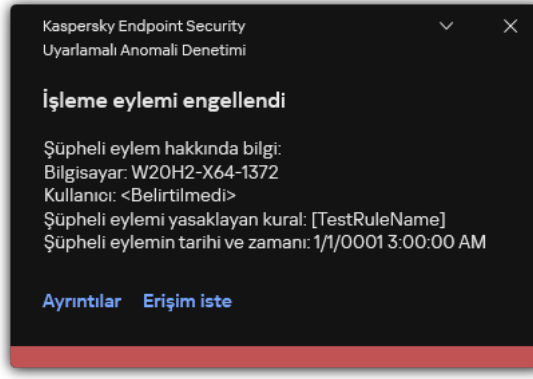 Kaspersky Endpoint Security
Uyarlamalı Anomali Denetimi
İşleme eylemi engellendi
Şüpheli eylem hakkında bilgi:
Bilgisayar: W20H2-X64-1372
Kullanıcı: <Belirtilmedi>
Şüpheli eylemi yasaklayan kural: [TestRuleName]
Şüpheli eylemin tarihi ve zamanı: 1/1/0001 3:00:00 AM
Ayrıntılar Erişim iste